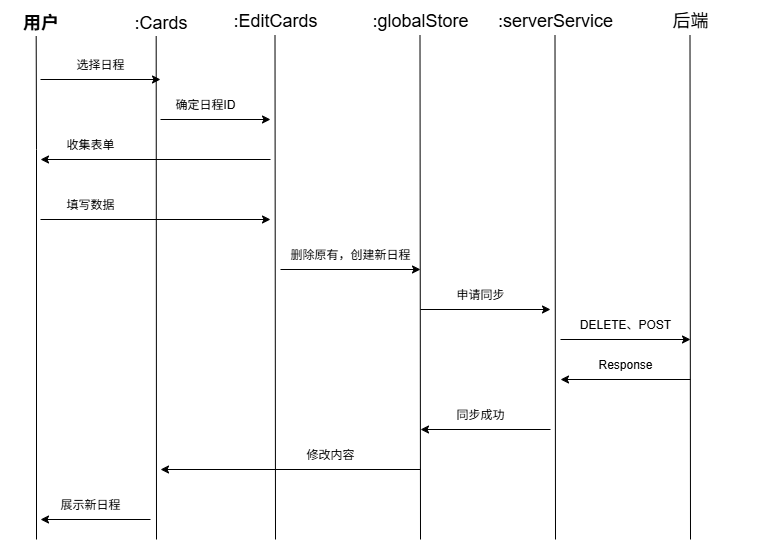 用户
:Cards
:EditCards
:globalStore
:serverService
后端
选择日程
确定日程ID
收集表单
填写数据
删除原有，创建新日程
申请同步
DELETE、POST
Response
同步成功
修改内容
展示新日程